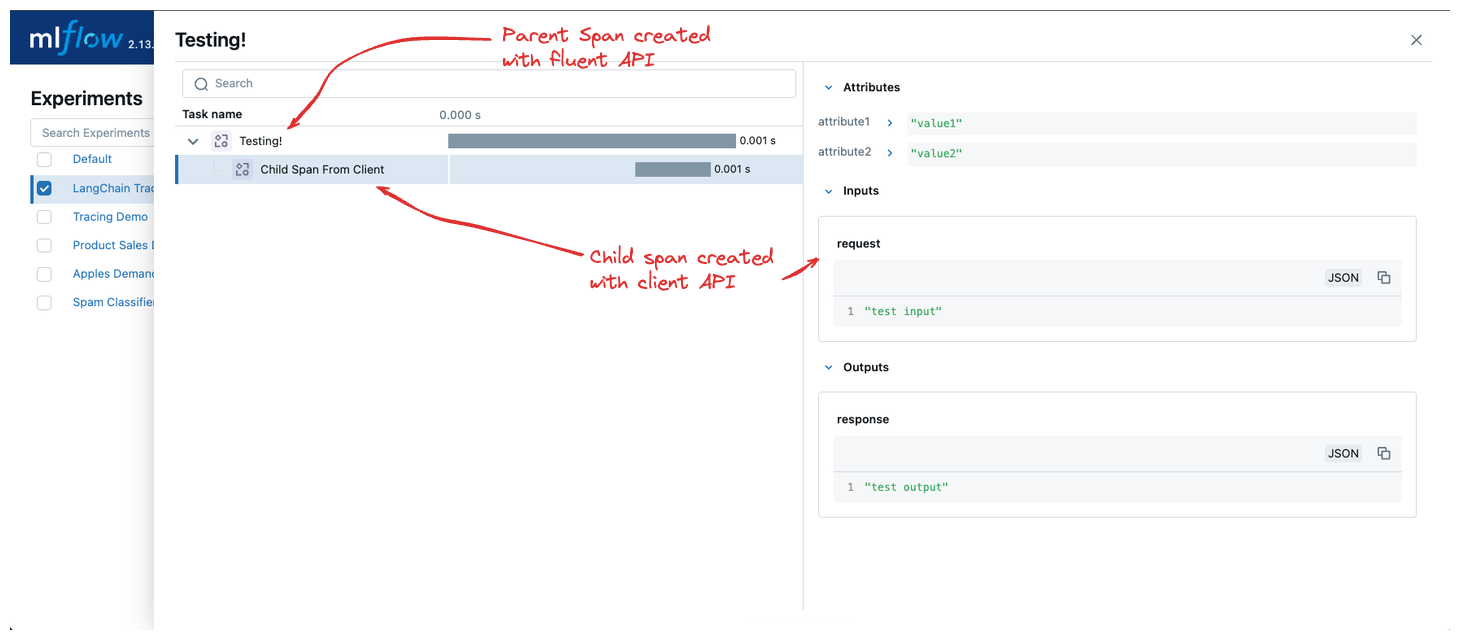 mlflow 2.13.
Experiments
Search Experiments
Default
LangChain Trac
Tracing Demo
Product Sales D
Apples Demand
Spam Classifier
Testing!
Parent Span created
with fluent API
Search
Task name 0.000 s
Testing! 0.001 s
Child Span From Client 0.001 s
Child span created
with client API
Attributes
attribute1 "value1"
attribute2 "value2"
Inputs
request
JSON
1 "test input"
Outputs
response
JSON
1 "test output"